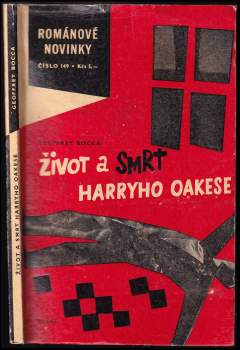 ROMÁNOVÉ
NOVINKY
ČÍSLO 149 • Kčs 5,—
GEOFFREY BOCCA
ŽIVOT a SMRT
HARRYHO OAKESE
GEOFFREY BOCCA
ŽIVOT A SMRT HARRYHO OAKESE